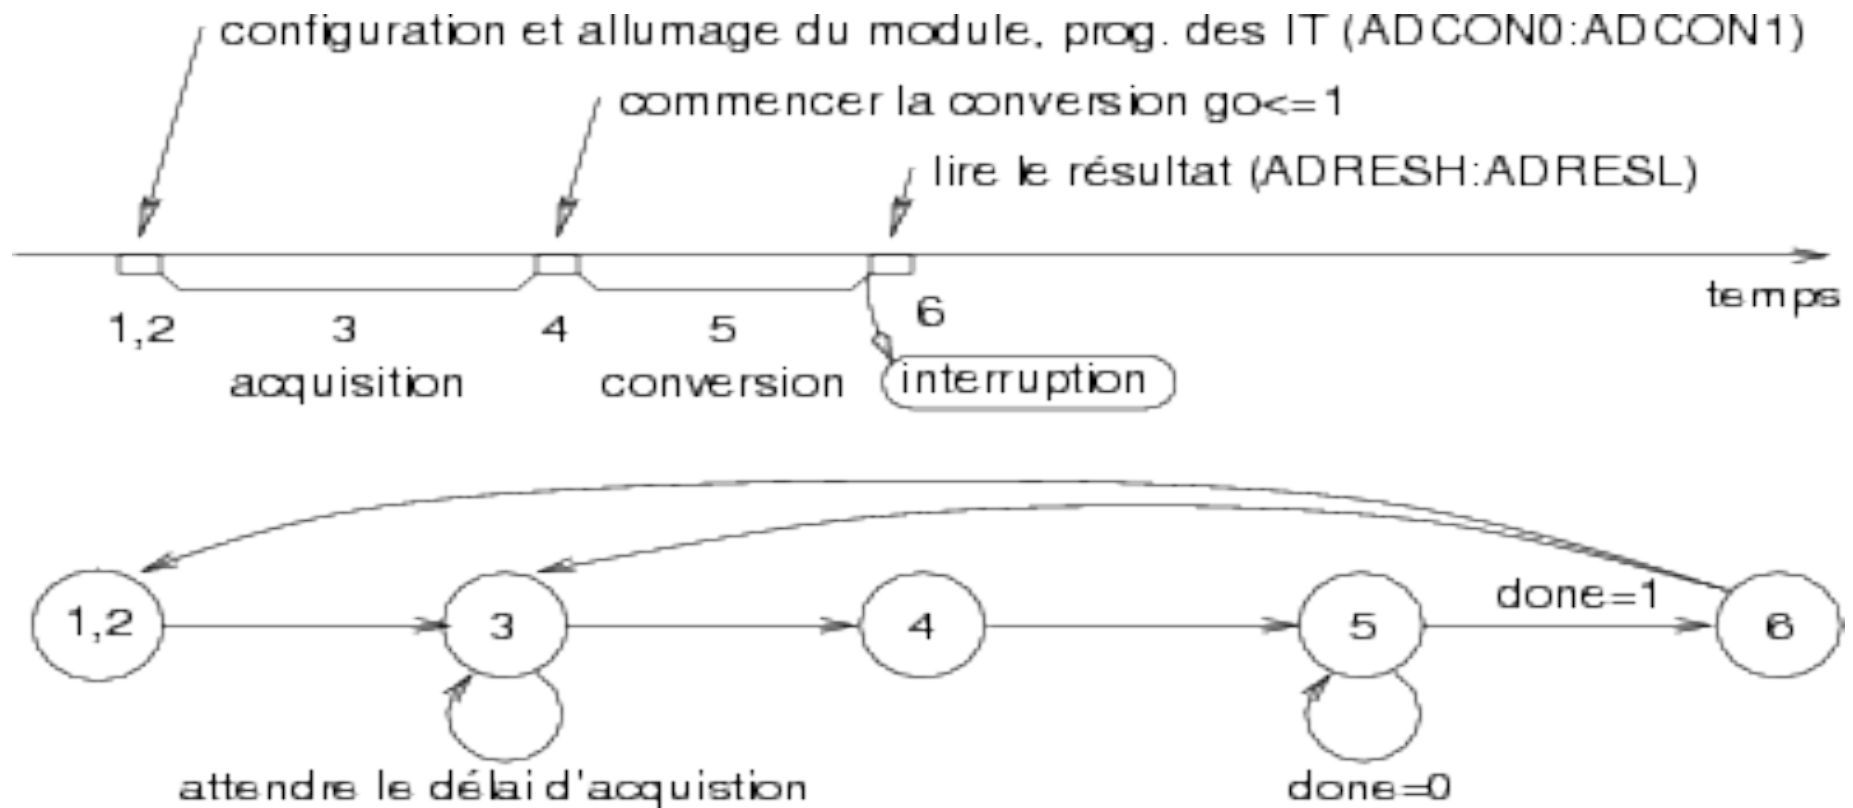 configuration et allumage du module, prog. des IT (ADCON0:ADCON1)
commencer la conversion go<=1
lire le résultat (ADRESH:ADRESL)
temps
1,2 3 4 5 6
acquisition conversion interruption
done=1
1,2 3 4 5 6
attendre le délai d'acquistion done=0